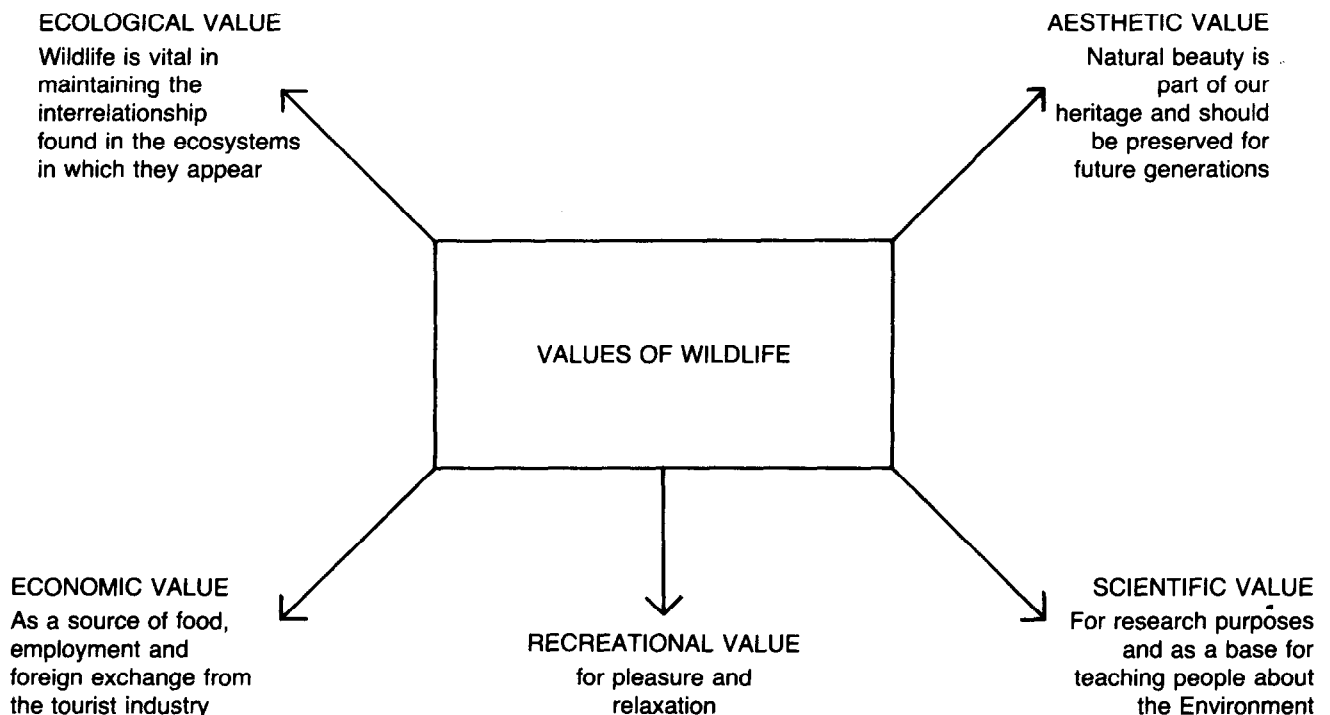 ECOLOGICAL VALUE
Wildlife is vital in
maintaining the
interrelationship
found in the ecosystems
in which they appear
AESTHETIC VALUE
Natural beauty is
part of our
heritage and should
be preserved for
future generations
VALUES OF WILDLIFE
ECONOMIC VALUE
As a source of food,
employment and
foreign exchange from
the tourist industry
RECREATIONAL VALUE
for pleasure and
relaxation
SCIENTIFIC VALUE
For research purposes
and as a base for
teaching people about
the Environment